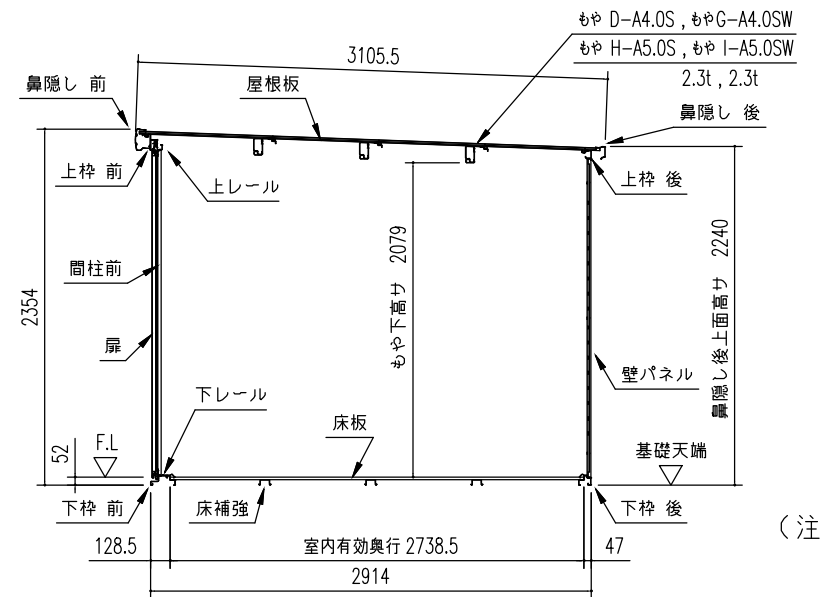 もや D-A4.0S , もやG-A4.0SW
もや H-A5.0S , もや I-A5.0SW
2.3t , 2.3t
3105.5
鼻隠し 前
屋根板
鼻隠し 後
上枠 前
上レール
上枠 後
間柱前
もや下高サ 2079
鼻隠し後上面高サ 2240
2354
扉
壁パネル
下レール
床板
F.L
52
基礎天端
下枠 前
床補強
下枠 後
(注
128.5
室内有効奥行 2738.5
47
2914